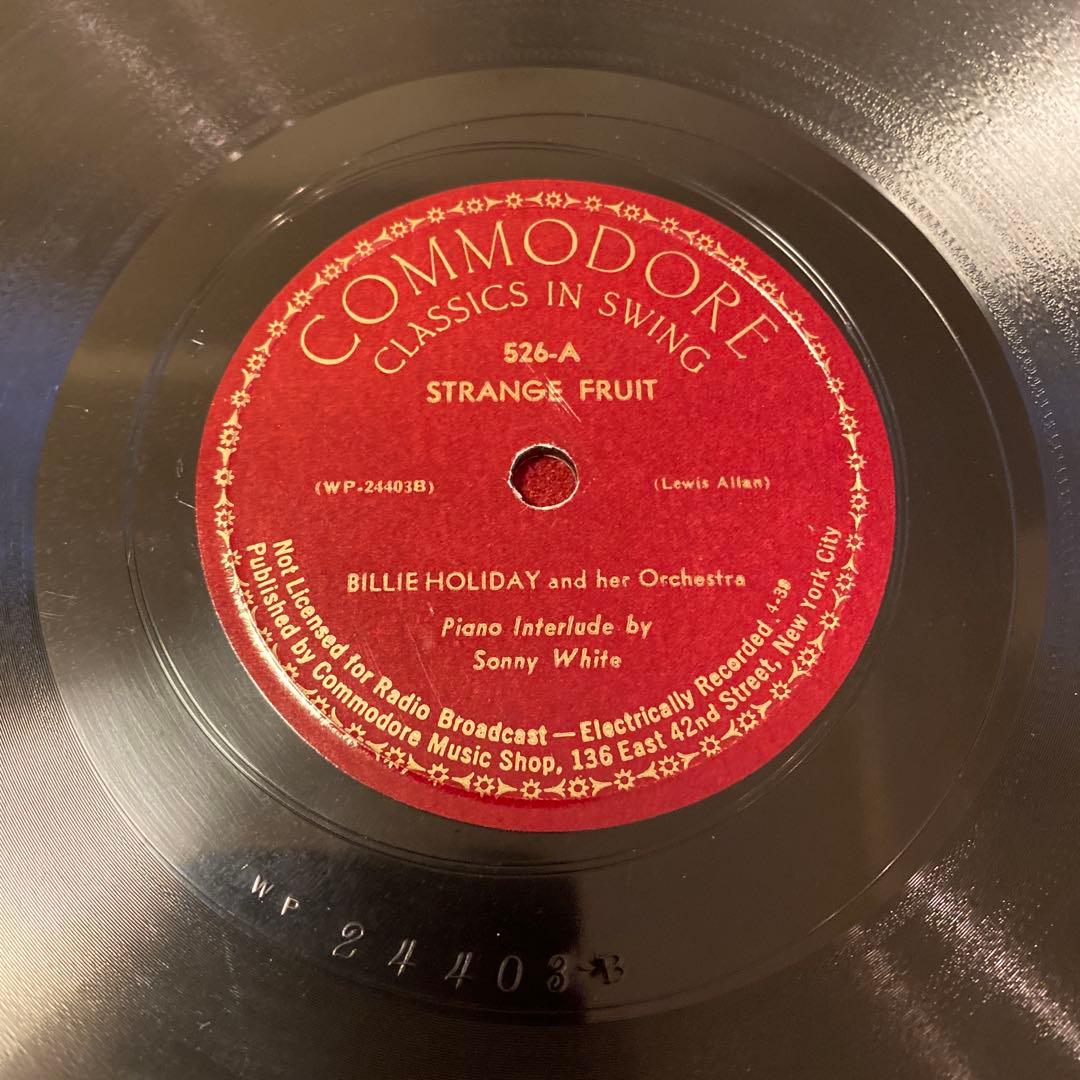 COMMODORE
CLASSICS IN SWING
526-A
STRANGE FRUIT
(WP-24403B) (Lewis Allan)
BILLIE HOLIDAY and her Orchestra
Piano Interlude by
Sonny White
Not Licensed for Radio Broadcast — Electrically Recorded. 4-39
Published by Commodore Music Shop, 136 East 42nd Street, New York City
WP 24403-B